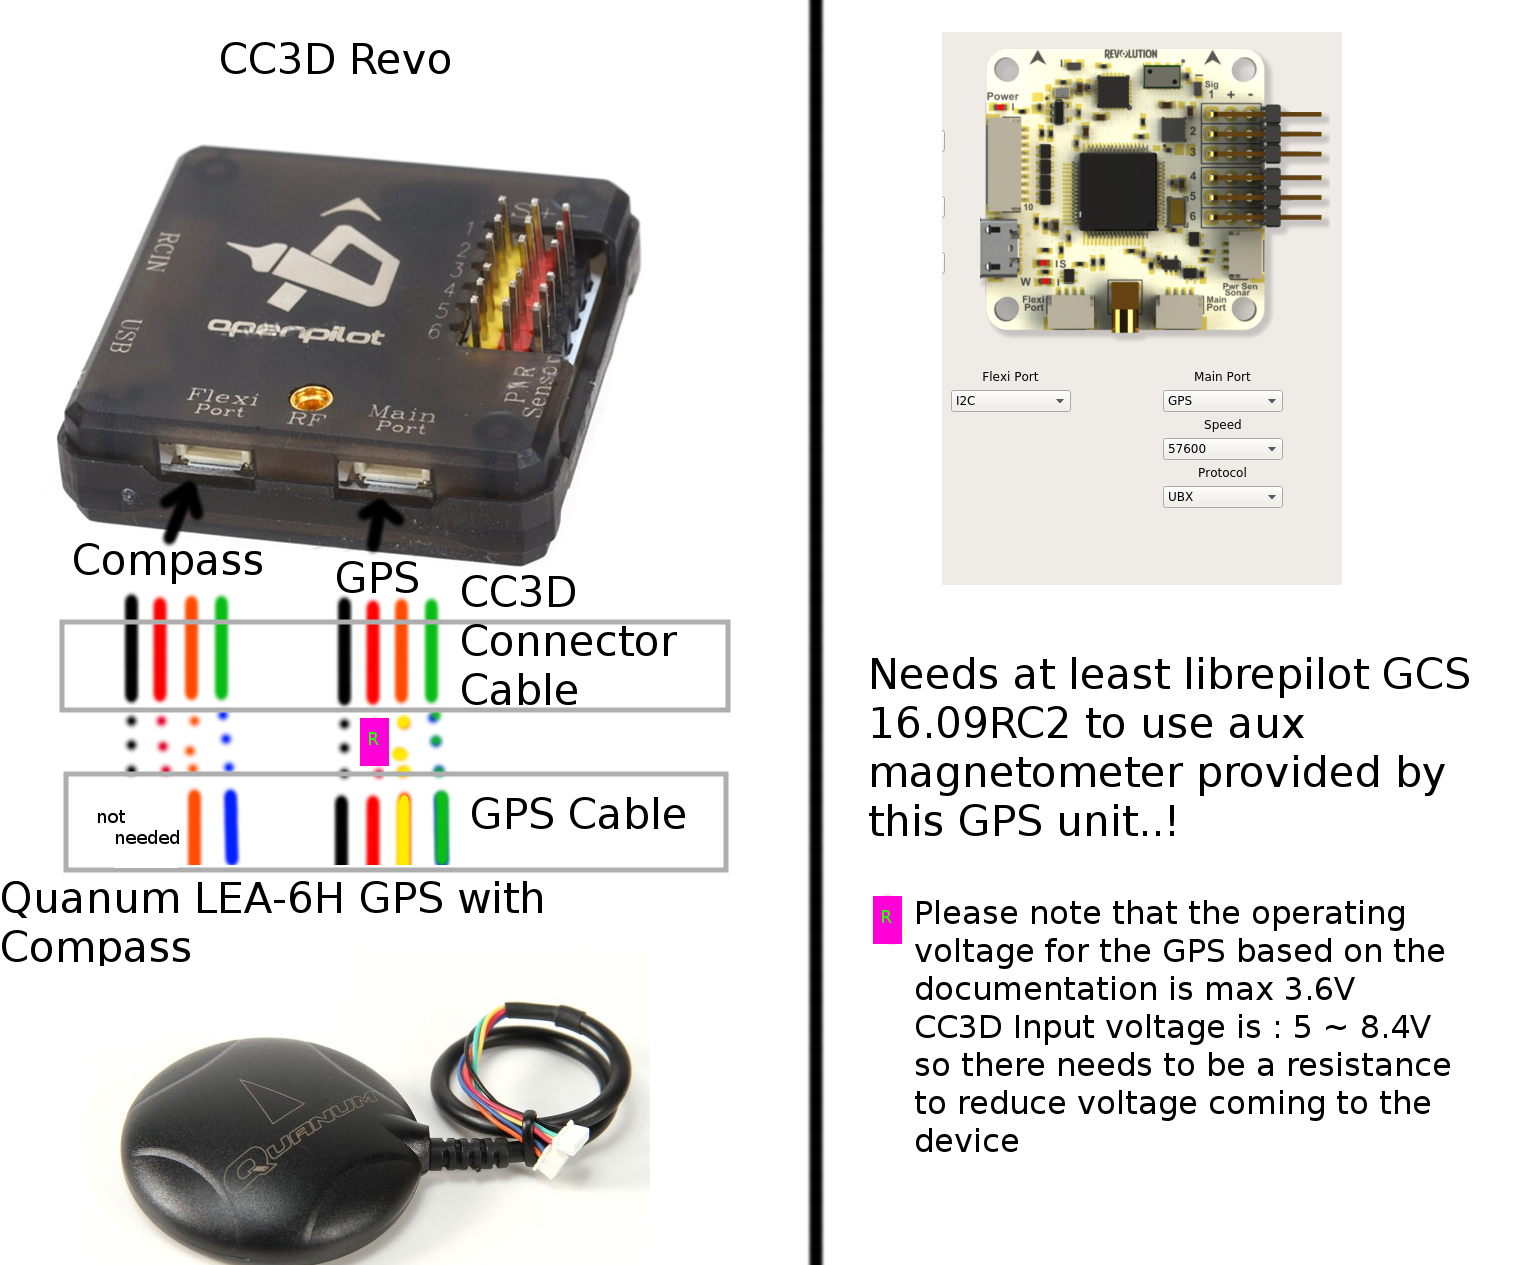 CC3D Revo
RCIN
USB
openpilot
S + -
1
2
3
4
5
6
Flexi
Port
RF
Main
Port
PWR
Sensor
Compass
GPS
CC3D
Connector
Cable
R
not
needed
GPS Cable
Quanum LEA-6H GPS with
Compass
QUANUM
REVOLUTION
Power
Sig
1 + -
2
3
4
5
6
10
IS
W
Flexi
Port
Main
Port
Pwr Sen
Sonar
Flexi Port
I2C
Main Port
GPS
Speed
57600
Protocol
UBX
Needs at least librepilot GCS
16.09RC2 to use aux
magnetometer provided by
this GPS unit..!
R
Please note that the operating
voltage for the GPS based on the
documentation is max 3.6V
CC3D Input voltage is : 5 ~ 8.4V
so there needs to be a resistance
to reduce voltage coming to the
device